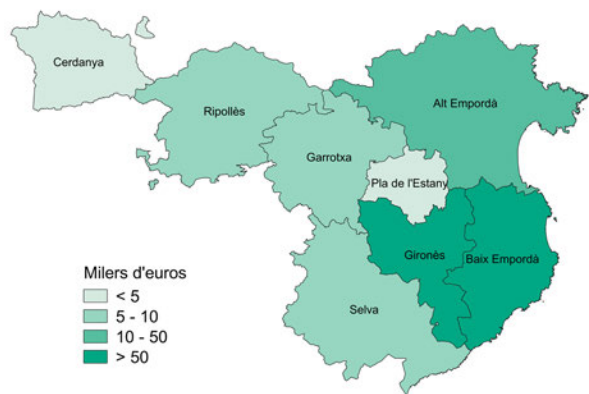 Cerdanya
Ripollès
Alt Empordà
Garrotxa
Pla de l'Estany
Gironès
Baix Empordà
Selva
Milers d'euros
< 5
5 - 10
10 - 50
> 50